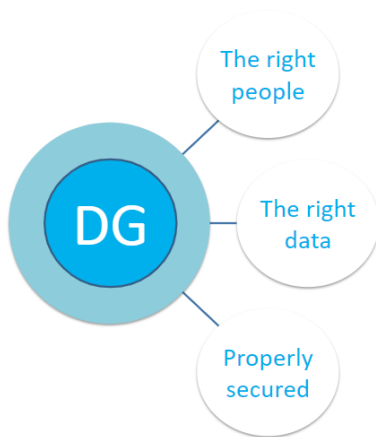 The right
people
DG
The right
data
Properly
secured